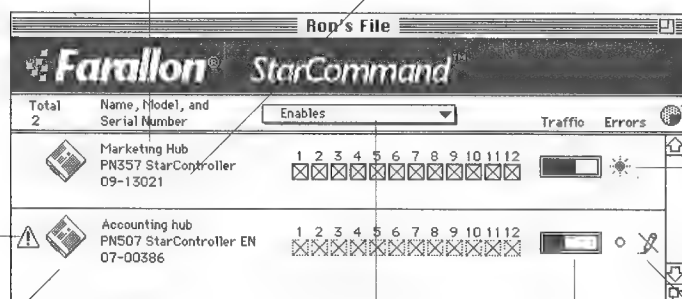 Ron's File
Farallon® StarCommand™
Total
2
Name, Model, and
Serial Number
Enables
Traffic Errors
Marketing Hub
PN357 StarController
09-13021
1 2 3 4 5 6 7 8 9 10 11 12
Accounting hub
PN507 StarController EN
07-00386
1 2 3 4 5 6 7 8 9 10 11 12